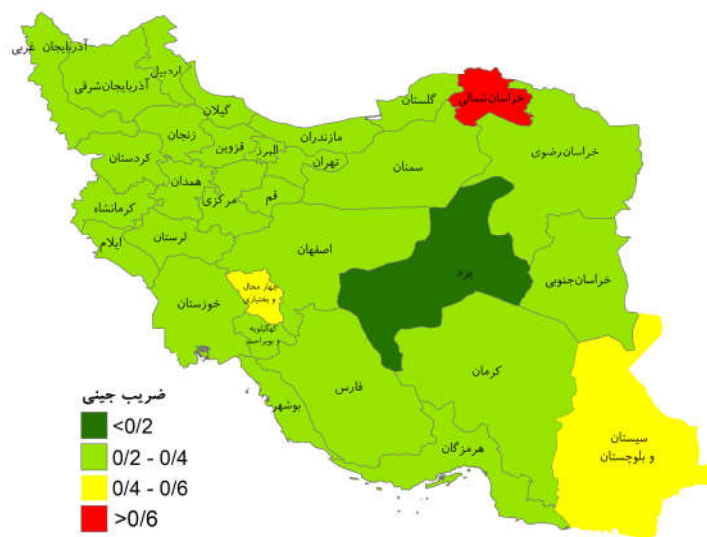 آذربایجان غربی
اردبیل
آذربایجان‌شرقی
گیلان
زنجان
کردستان
قزوین
البرز
مازندران
تهران
گلستان
خراسان‌شمالی
خراسان‌رضوی
سمنان
همدان
مرکزی
قم
کرمانشاه
ایلام
لرستان
اصفهان
یزد
خراسان‌جنوبی
خوزستان
چهار محال
و بختیاری
کهگیلویه
و بویراحمد
فارس
کرمان
بوشهر
هرمزگان
سیستان
و بلوچستان
ضریب جینی
<0/2
0/2 - 0/4
0/4 - 0/6
>0/6